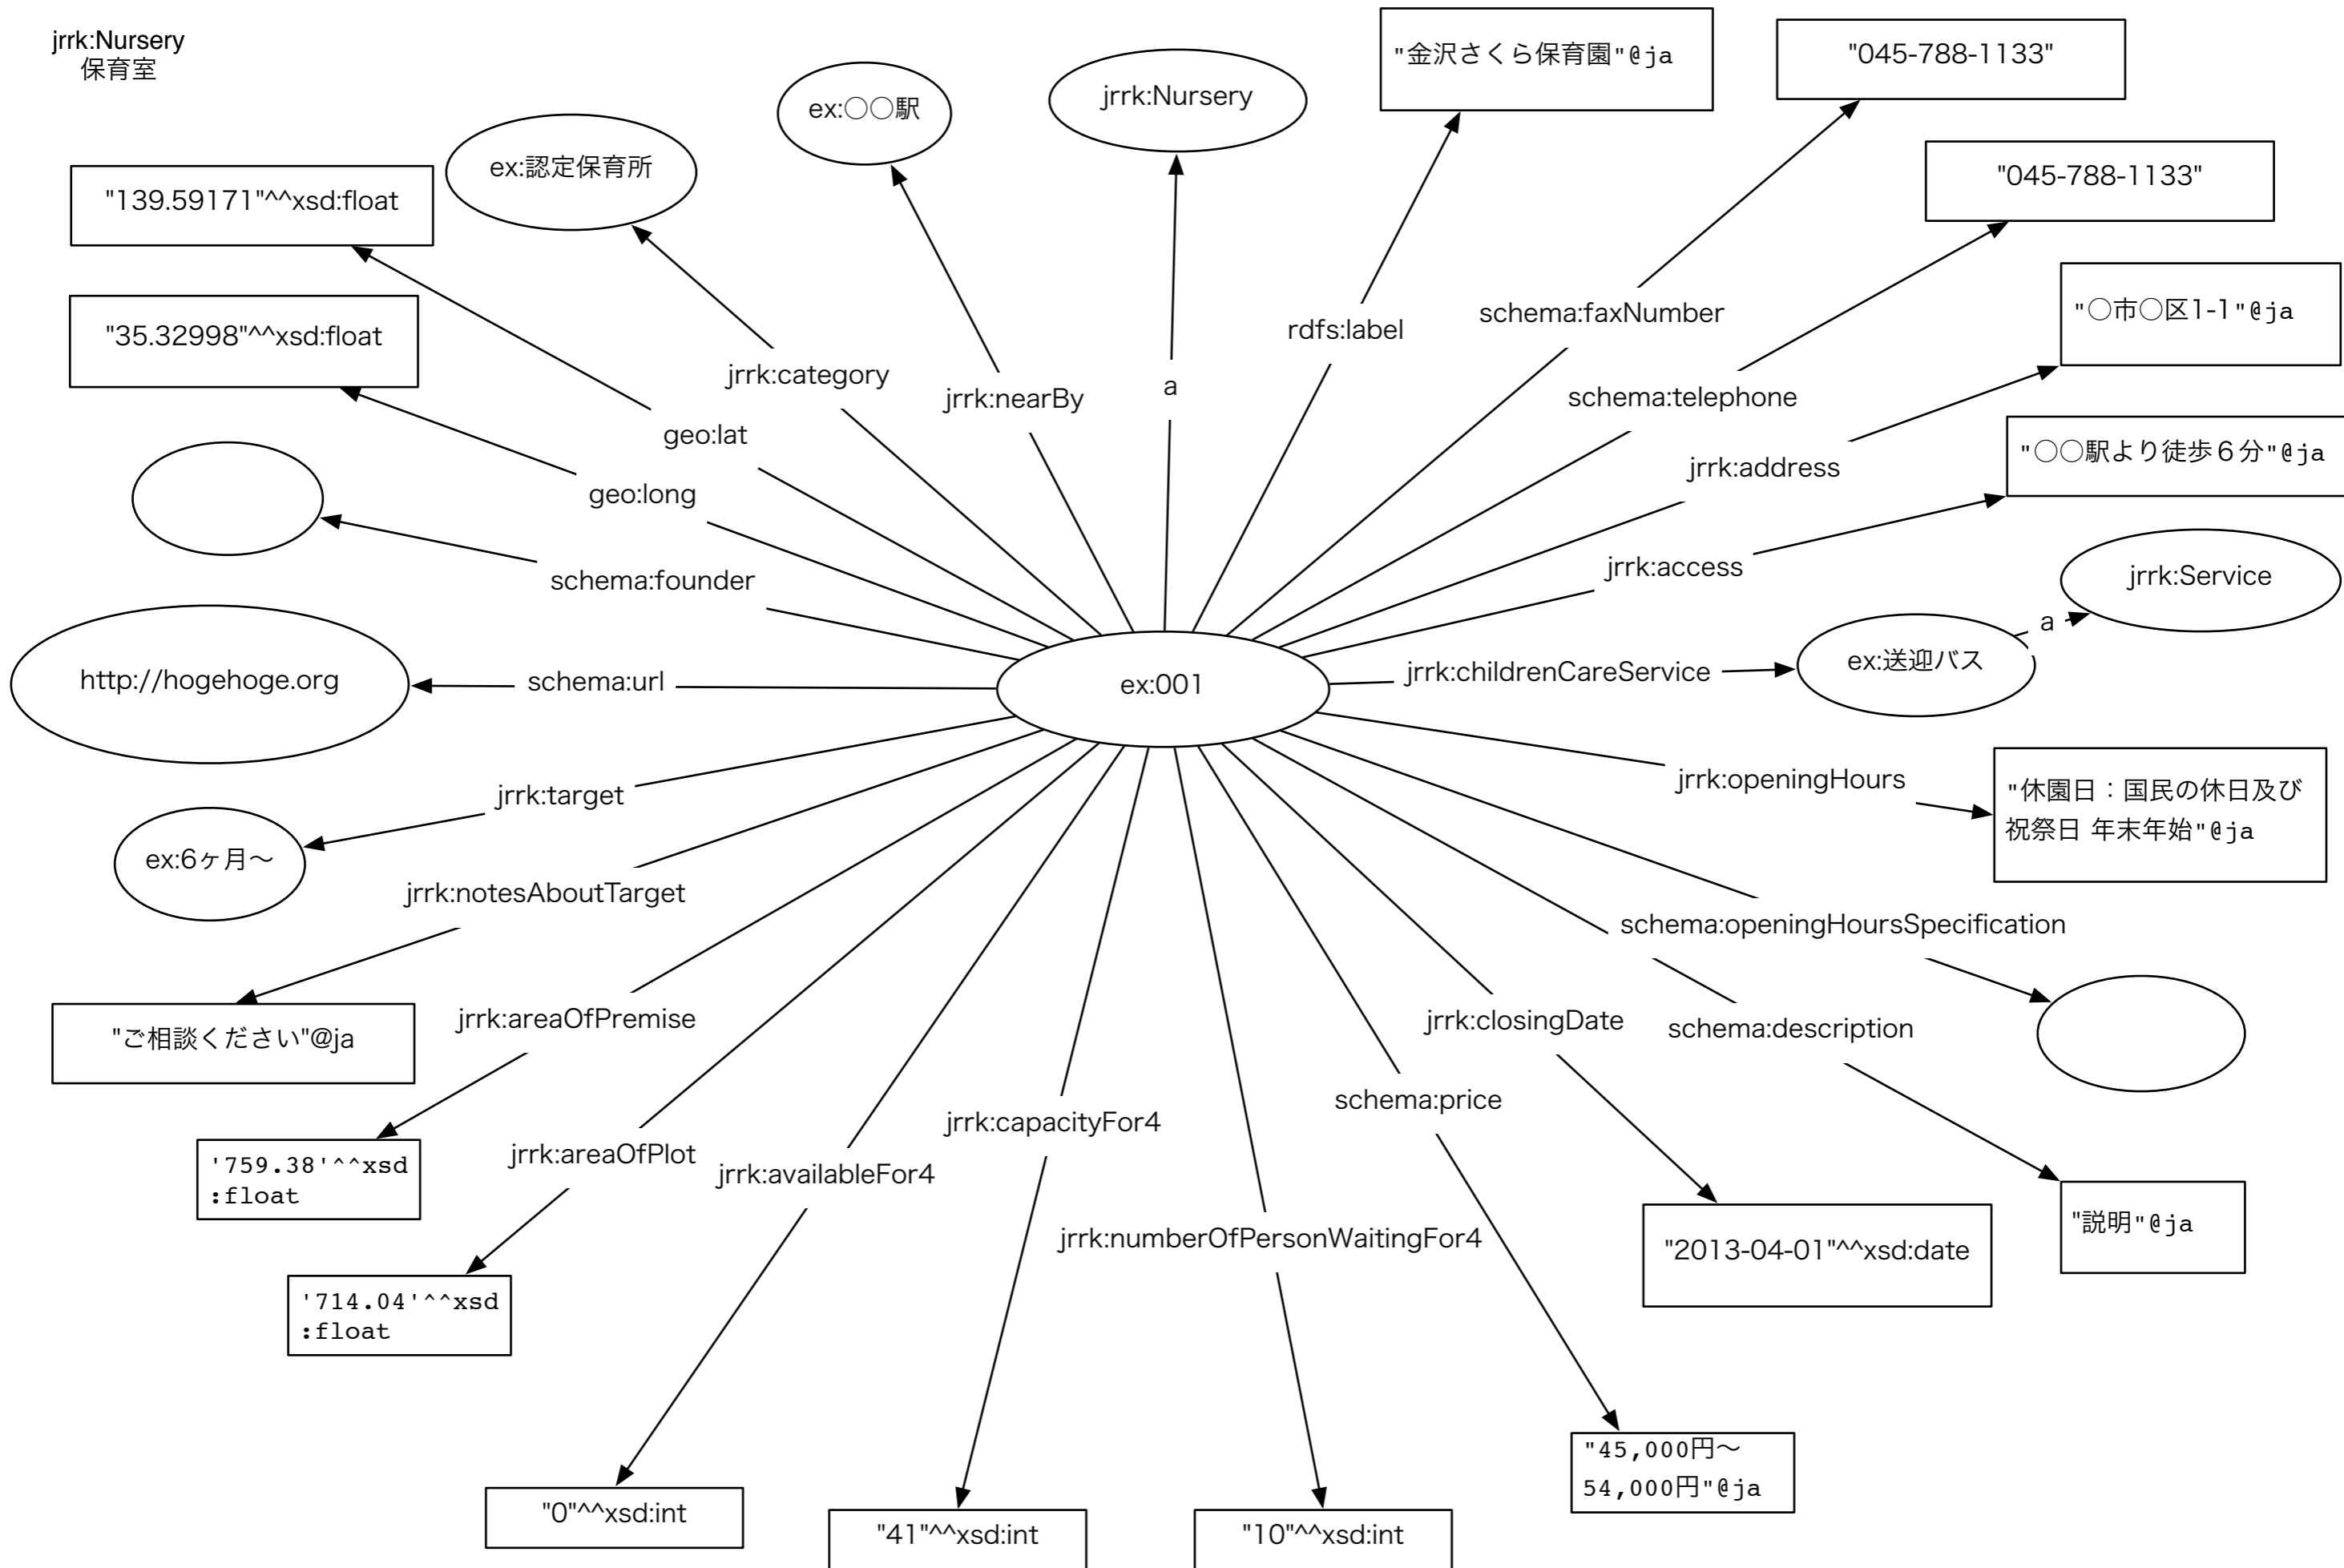 jrrk:Nursery
保育室
ex:認定保育所
ex:○○駅
jrrk:Nursery
"金沢さくら保育園"@ja
"045-788-1133"
"139.59171"^^xsd:float
"045-788-1133"
"35.32998"^^xsd:float
"○市○区1-1"@ja
schema:faxNumber
rdfs:label
jrrk:category
jrrk:nearBy
a
schema:telephone
geo:lat
"○○駅より徒歩６分"@ja
jrrk:address
geo:long
jrrk:access
schema:founder
jrrk:Service
a
http://hogehoge.org
schema:url
ex:001
jrrk:childrenCareService
ex:送迎バス
jrrk:target
jrrk:openingHours
"休園日：国民の休日及び
祝祭日 年末年始"@ja
ex:6ヶ月〜
jrrk:notesAboutTarget
schema:openingHoursSpecification
"ご相談ください"@ja
jrrk:areaOfPremise
jrrk:closingDate
schema:description
schema:price
jrrk:capacityFor4
jrrk:areaOfPlot
jrrk:availableFor4
'759.38'^^xsd
:float
jrrk:numberOfPersonWaitingFor4
"2013-04-01"^^xsd:date
"説明"@ja
'714.04'^^xsd
:float
"45,000円〜
54,000円"@ja
"0"^^xsd:int
"41"^^xsd:int
"10"^^xsd:int